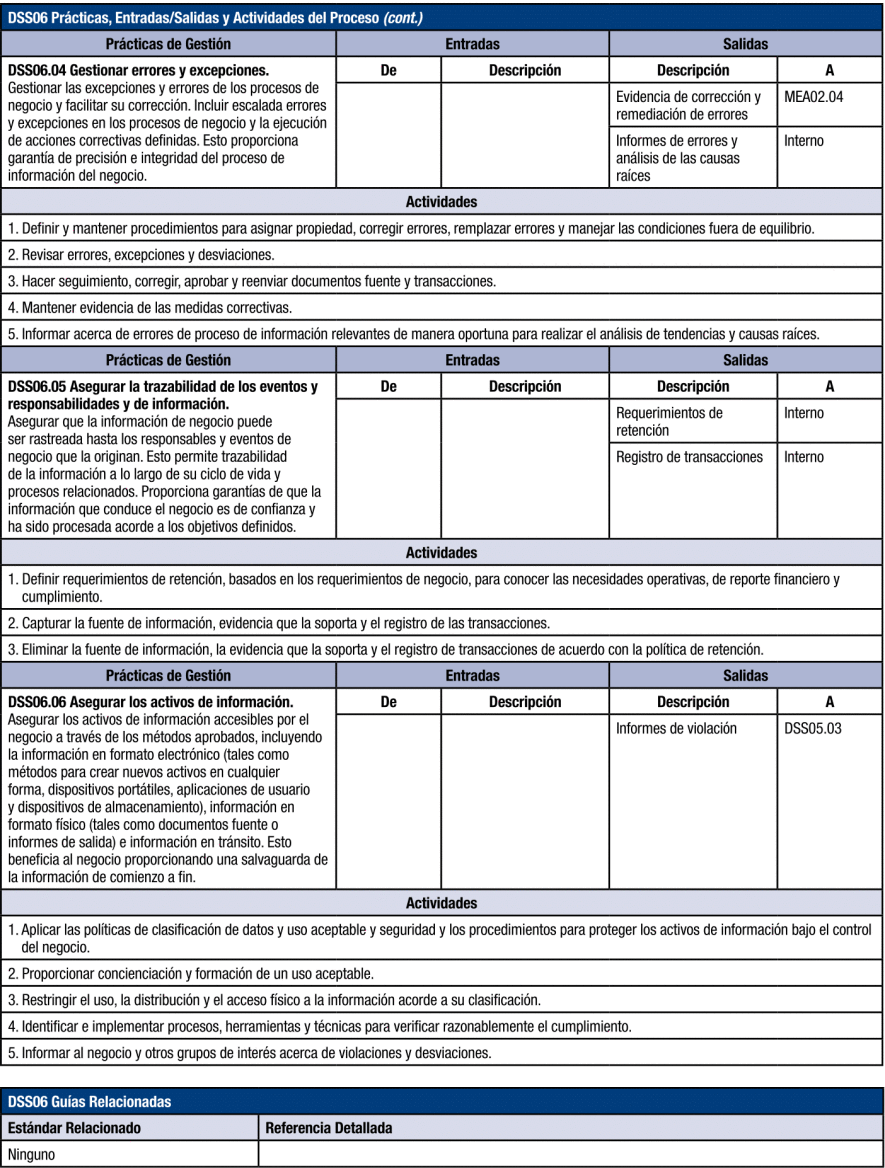 DSS06 Prácticas, Entradas/Salidas y Actividades del Proceso (cont.)
Prácticas de Gestión Entradas Salidas
DSS06.04 Gestionar errores y excepciones.
Gestionar las excepciones y errores de los procesos de
negocio y facilitar su corrección. Incluir escalada errores
y excepciones en los procesos de negocio y la ejecución
de acciones correctivas definidas. Esto proporciona
garantía de precisión e integridad del proceso de
información del negocio.
De Descripción Descripción A
Evidencia de corrección y
remediación de errores
MEA02.04
Informes de errores y
análisis de las causas
raíces
Interno
Actividades
1. Definir y mantener procedimientos para asignar propiedad, corregir errores, remplazar errores y manejar las condiciones fuera de equilibrio.
2. Revisar errores, excepciones y desviaciones.
3. Hacer seguimiento, corregir, aprobar y reenviar documentos fuente y transacciones.
4. Mantener evidencia de las medidas correctivas.
5. Informar acerca de errores de proceso de información relevantes de manera oportuna para realizar el análisis de tendencias y causas raíces.
Prácticas de Gestión Entradas Salidas
DSS06.05 Asegurar la trazabilidad de los eventos y
responsabilidades y de información.
Asegurar que la información de negocio puede
ser rastreada hasta los responsables y eventos de
negocio que la originan. Esto permite trazabilidad
de la información a lo largo de su ciclo de vida y
procesos relacionados. Proporciona garantías de que la
información que conduce el negocio es de confianza y
ha sido procesada acorde a los objetivos definidos.
De Descripción Descripción A
Requerimientos de
retención
Interno
Registro de transacciones Interno
Actividades
1. Definir requerimientos de retención, basados en los requerimientos de negocio, para conocer las necesidades operativas, de reporte financiero y
cumplimiento.
2. Capturar la fuente de información, evidencia que la soporta y el registro de las transacciones.
3. Eliminar la fuente de información, la evidencia que la soporta y el registro de transacciones de acuerdo con la política de retención.
Prácticas de Gestión Entradas Salidas
DSS06.06 Asegurar los activos de información.
Asegurar los activos de información accesibles por el
negocio a través de los métodos aprobados, incluyendo
la información en formato electrónico (tales como
métodos para crear nuevos activos en cualquier
forma, dispositivos portátiles, aplicaciones de usuario
y dispositivos de almacenamiento), información en
formato físico (tales como documentos fuente o
informes de salida) e información en tránsito. Esto
beneficia al negocio proporcionando una salvaguarda de
la información de comienzo a fin.
De Descripción Descripción A
Informes de violación DSS05.03
Actividades
1. Aplicar las políticas de clasificación de datos y uso aceptable y seguridad y los procedimientos para proteger los activos de información bajo el control
del negocio.
2. Proporcionar concienciación y formación de un uso aceptable.
3. Restringir el uso, la distribución y el acceso físico a la información acorde a su clasificación.
4. Identificar e implementar procesos, herramientas y técnicas para verificar razonablemente el cumplimiento.
5. Informar al negocio y otros grupos de interés acerca de violaciones y desviaciones.
DSS06 Guías Relacionadas
Estándar Relacionado Referencia Detallada
Ninguno